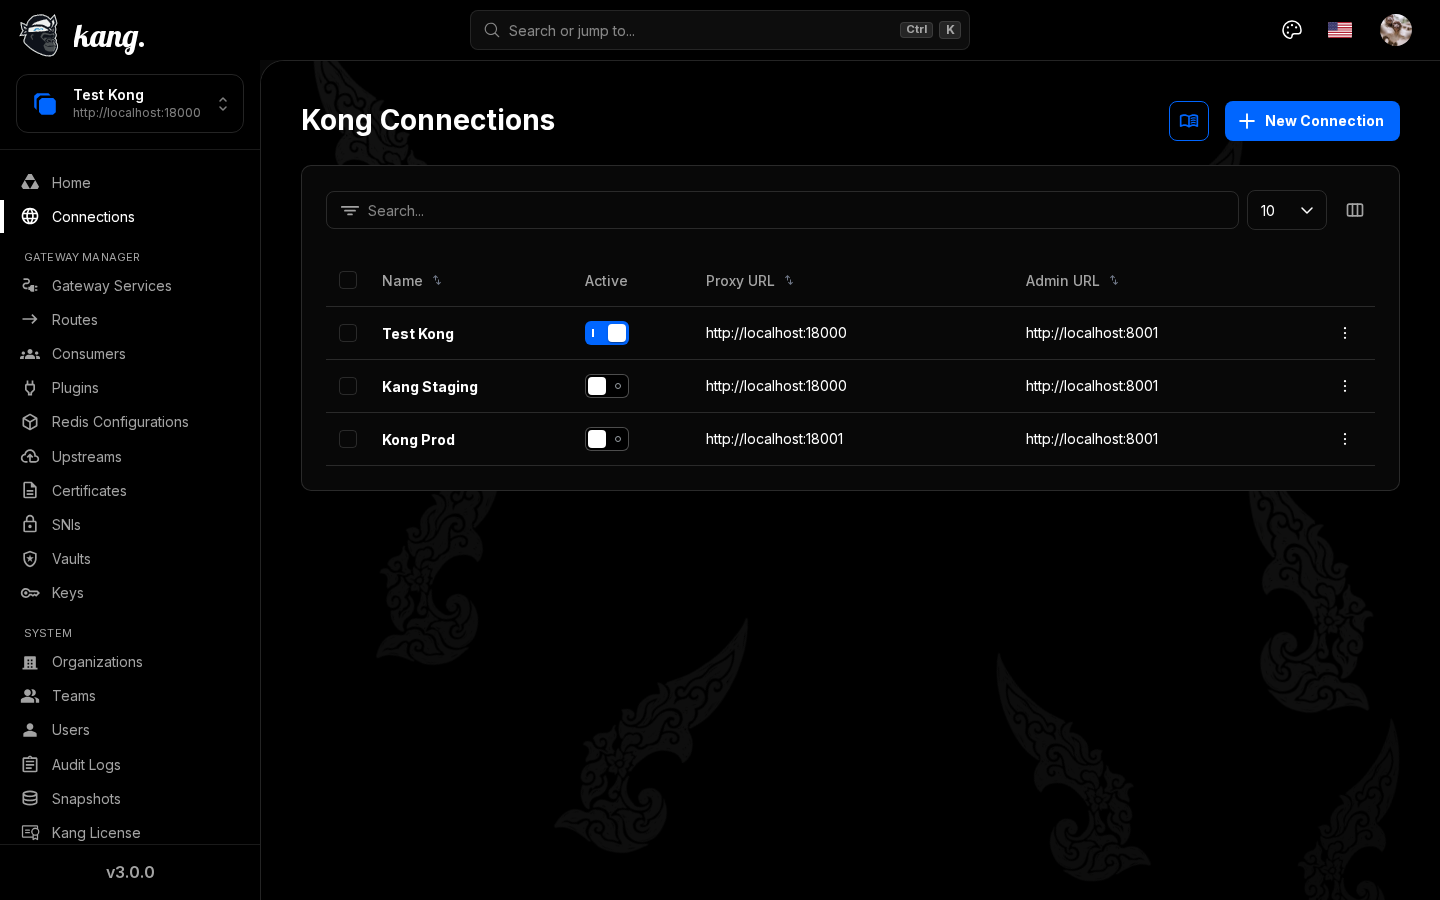 kang.
Search or jump to...
Ctrl K
Test Kong
http://localhost:18000
Home
Connections
GATEWAY MANAGER
Gateway Services
Routes
Consumers
Plugins
Redis Configurations
Upstreams
Certificates
SNIs
Vaults
Keys
SYSTEM
Organizations
Teams
Users
Audit Logs
Snapshots
Kang License
v3.0.0
Kong Connections
New Connection
Search...
10
Name Active Proxy URL Admin URL
Test Kong http://localhost:18000 http://localhost:8001
Kang Staging http://localhost:18000 http://localhost:8001
Kong Prod http://localhost:18001 http://localhost:8001